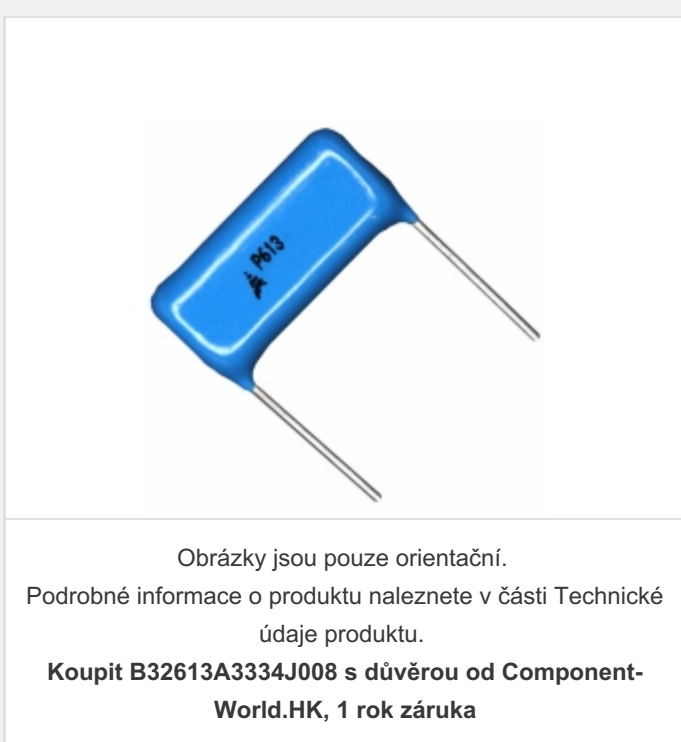 P613
Obrázky jsou pouze orientační.
Podrobné informace o produktu naleznete v části Technické
údaje produktu.
Koupit B32613A3334J008 s důvěrou od Component-
World.HK, 1 rok záruka